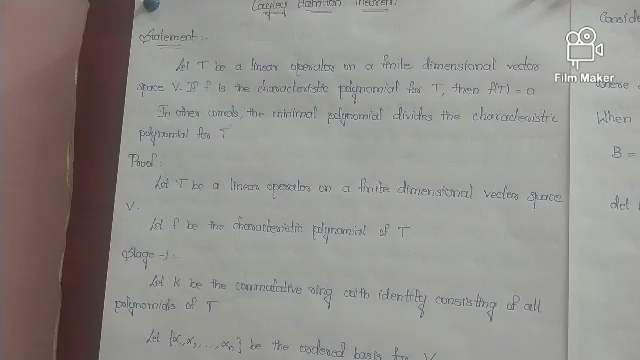 Cayley Hamilton Theorem.
Statement :-
Let T be a linear operator on a finite dimensional vector
space V. If f is the characteristic polynomial for T, then f(T) = 0
In other words, the minimal polynomial divides the characteristic
polynomial for T
Proof :
Let T be a linear operator on a finite dimensional vector space
V.
Let f be the characteristic polynomial of T
Stage -1 :-
Let K be the commutative ring with identity consisting of all
polynomials of T
Let {α, α, ..., αn} be the ordered basis for V
Conside
where
When
B =
det
Film Maker